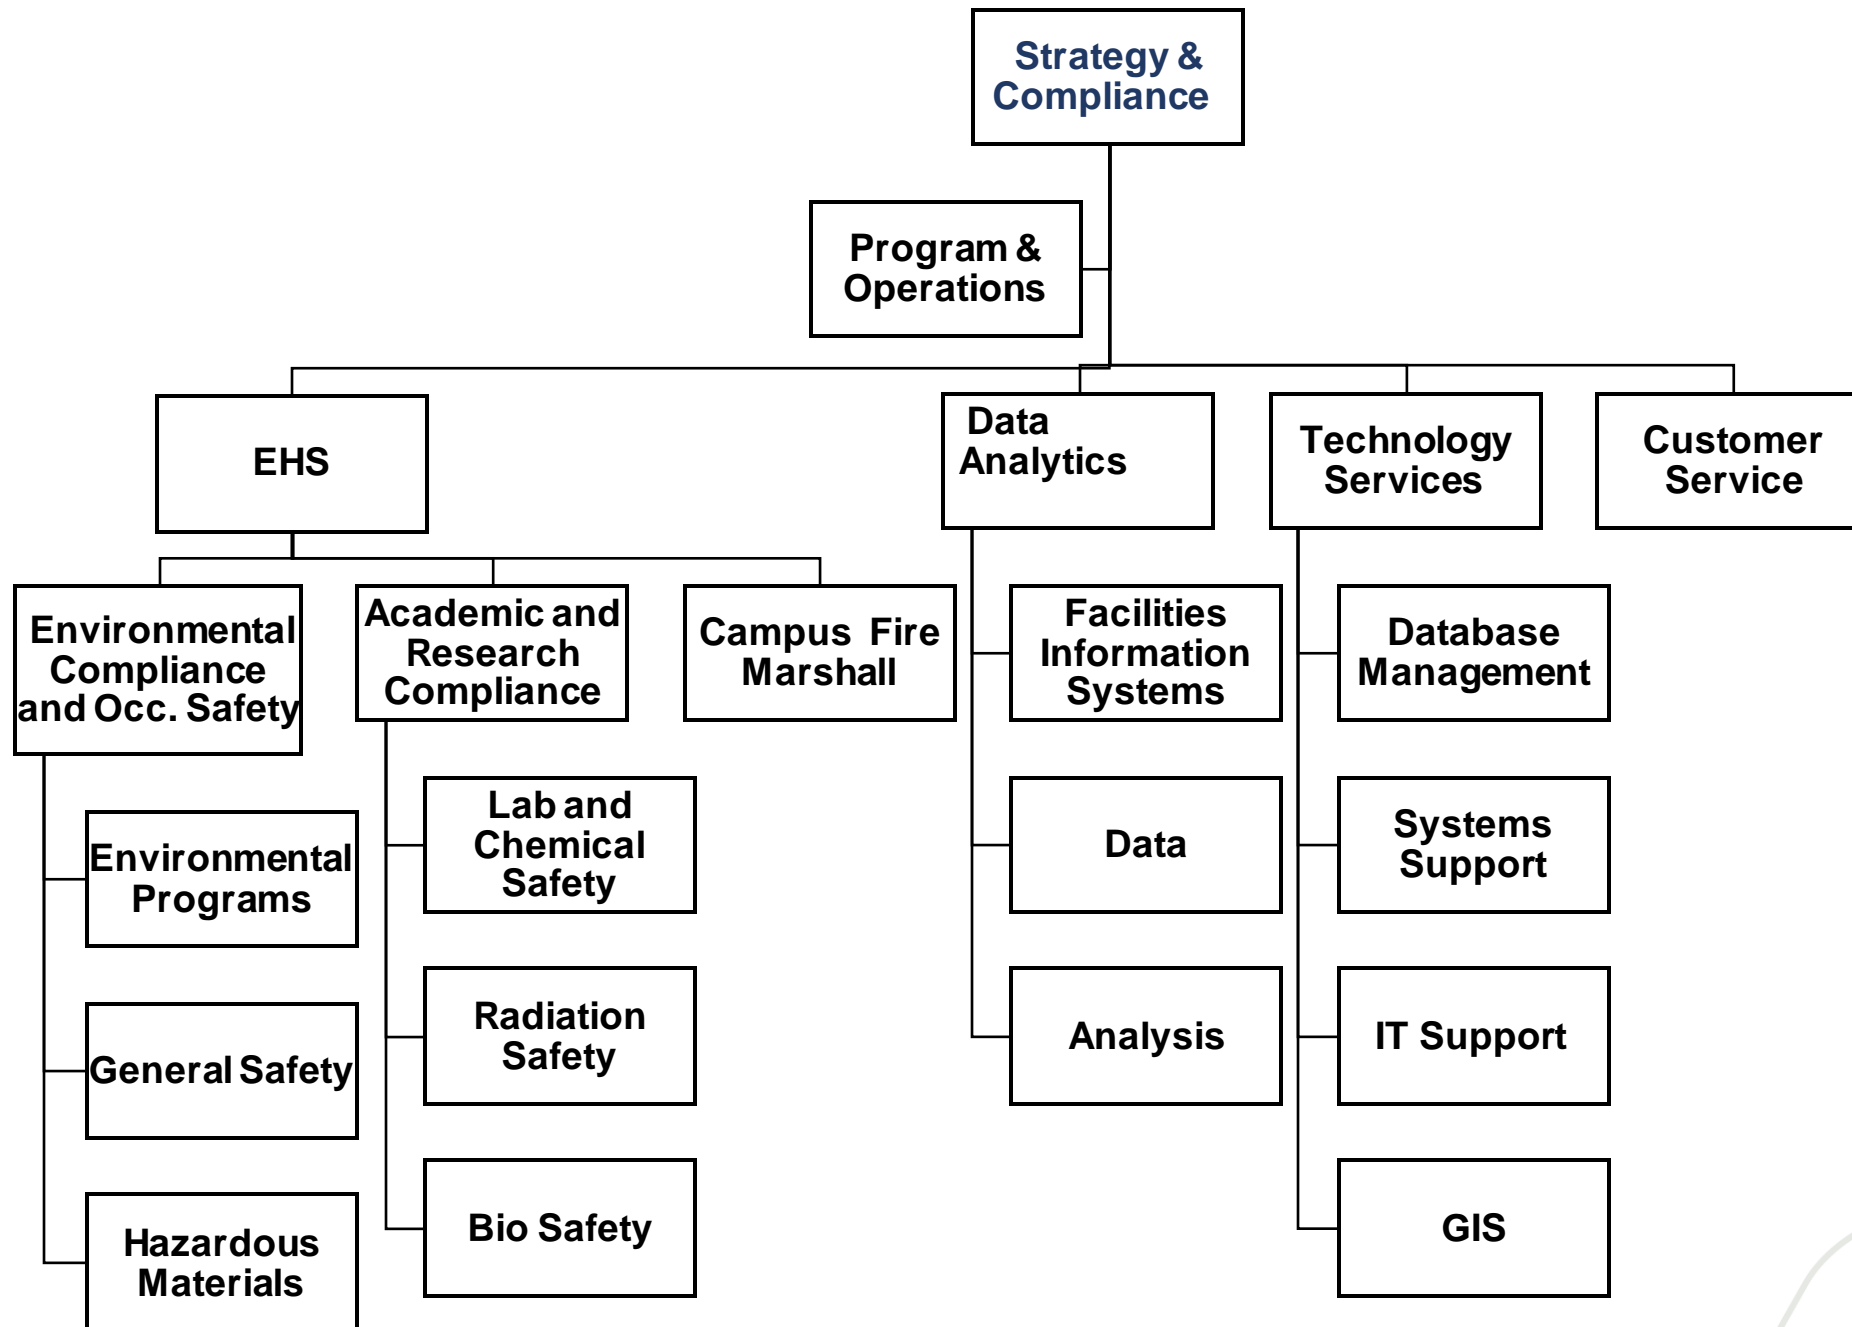 Strategy &
Compliance
Program &
Operations
EHS
Data
Analytics
Technology
Services
Customer
Service
Environmental
Compliance
and Occ. Safety
Academic and
Research
Compliance
Campus Fire
Marshall
Facilities
Information
Systems
Database
Management
Environmental
Programs
Lab and
Chemical
Safety
Data
Systems
Support
General Safety
Radiation
Safety
Analysis
IT Support
Hazardous
Materials
Bio Safety
GIS